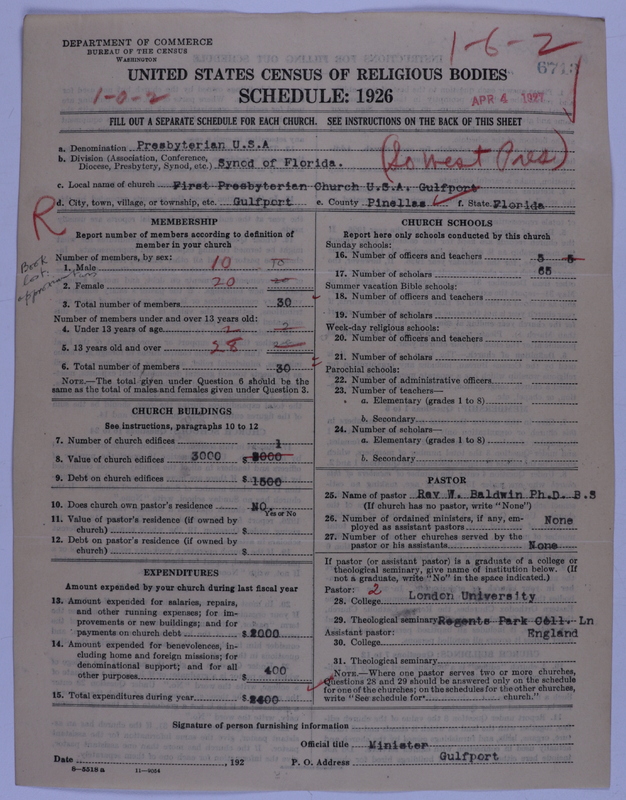 DEPARTMENT OF COMMERCE
BUREAU OF THE CENSUS
WASHINGTON
1-6-2
6713
1-0-2
APR 4 1927
UNITED STATES CENSUS OF RELIGIOUS BODIES
SCHEDULE: 1926
FILL OUT A SEPARATE SCHEDULE FOR EACH CHURCH. SEE INSTRUCTIONS ON THE BACK OF THIS SHEET
a. Denomination Presbyterian U.S.A
b. Division (Association, Conference, Diocese, Presbytery, Synod, etc.) Synod of Florida.
(So West Pres)
c. Local name of church First Presbyterian Church U.S.A. Gulfport
d. City, town, village, or township, etc. Gulfport e. County Pinellas f. State Florida
R
MEMBERSHIP
Report number of members according to definition of
member in your church
Number of members, by sex:
1. Male 10 10
2. Female 20 20
3. Total number of members 30
Book
Lost.
approximation
Number of members under and over 13 years old:
4. Under 13 years of age 2 2
5. 13 years old and over 28
6. Total number of members 30
NOTE.—The total given under Question 6 should be the
same as the total of males and females given under Question 3.
CHURCH BUILDINGS
See instructions, paragraphs 10 to 12
7. Number of church edifices 1
8. Value of church edifices 3000 $
9. Debt on church edifices $ 1500
10. Does church own pastor's residence NO.
Yes or No
11. Value of pastor's residence (if owned by
church) $
12. Debt on pastor's residence (if owned by
church) $
EXPENDITURES
Amount expended by your church during last fiscal year
13. Amount expended for salaries, repairs,
and other running expenses; for im-
provements or new buildings; and for
payments on church debt $ 2000
14. Amount expended for benevolences, in-
cluding home and foreign missions; for
denominational support; and for all
other purposes $ 400
15. Total expenditures during year $ 2400
CHURCH SCHOOLS
Report here only schools conducted by this church
Sunday schools:
16. Number of officers and teachers 5 5
17. Number of scholars 65
Summer vacation Bible schools:
18. Number of officers and teachers
19. Number of scholars
Week-day religious schools:
20. Number of officers and teachers
21. Number of scholars
Parochial schools:
22. Number of administrative officers
23. Number of teachers—
a. Elementary (grades 1 to 8)
b. Secondary
24. Number of scholars—
a. Elementary (grades 1 to 8)
b. Secondary
PASTOR
25. Name of pastor Ray W. Baldwin Ph.D. B.S
(If church has no pastor, write "None")
26. Number of ordained ministers, if any, em-
ployed as assistant pastors None
27. Number of other churches served by the
pastor or his assistants None
If pastor (or assistant pastor) is a graduate of a college or
theological seminary, give name of institution below. (If
not a graduate, write "No" in the space indicated.)
Pastor: 2
28. College London University
29. Theological seminary Regents Park Coll. Ln
Assistant pastor: England
30. College
31. Theological seminary
NOTE.—Where one pastor serves two or more churches,
Questions 28 and 29 should be answered only on the schedule
for one of the churches; on the schedules for the other churches,
write "See schedule for church."
Signature of person furnishing information
Official title Minister
Date , 192 P. O. Address Gulfport
8—5518 a 11—9034